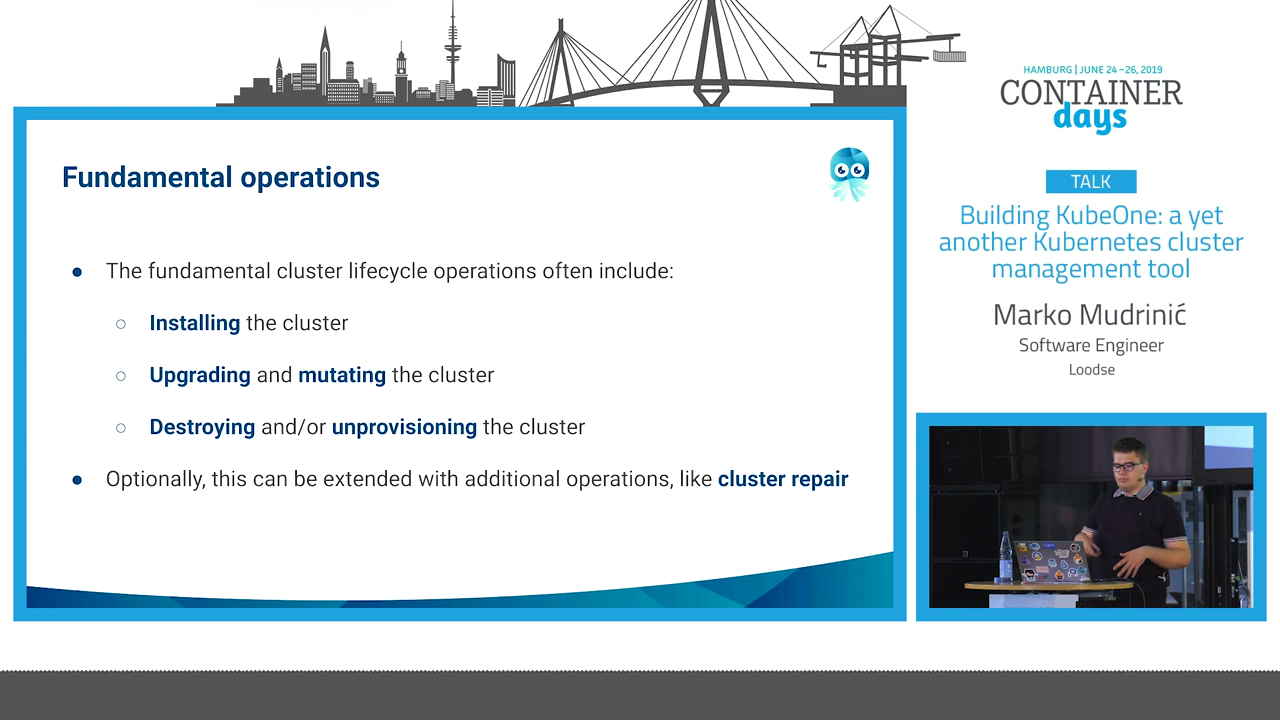 Fundamental operations
The fundamental cluster lifecycle operations often include:
Installing the cluster
Upgrading and mutating the cluster
Destroying and/or unprovisioning the cluster
Optionally, this can be extended with additional operations, like cluster repair
HAMBURG | JUNE 24 – 26, 2019
CONTAINER
days
TALK
Building KubeOne: a yet
another Kubernetes cluster
management tool
Marko Mudrinić
Software Engineer
Loodse